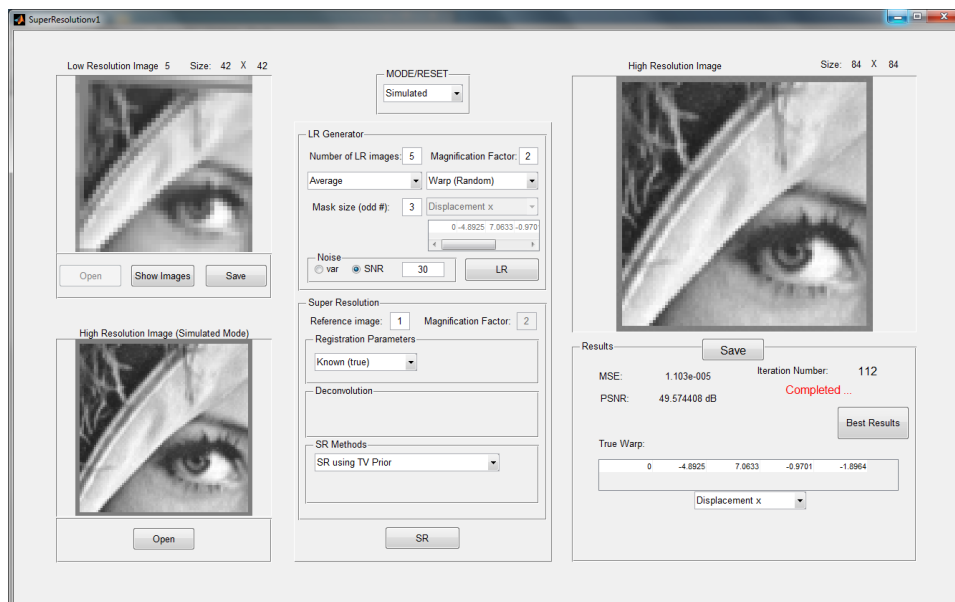 SuperResolutionv1
Low Resolution Image 5 Size: 42 X 42
Open
Show Images
Save
High Resolution Image (Simulated Mode)
Open
MODE/RESET
Simulated
LR Generator
Number of LR images: 5 Magnification Factor: 2
Average
Warp (Random)
Mask size (odd #): 3
Displacement x
0 -4.8925 7.0633 -0.970
Noise
var
SNR
30
LR
Super Resolution
Reference image: 1 Magnification Factor: 2
Registration Parameters
Known (true)
Deconvolution
SR Methods
SR using TV Prior
SR
High Resolution Image Size: 84 X 84
Results
Save
MSE: 1.103e-005
Iteration Number: 112
Completed ...
PSNR: 49.574408 dB
Best Results
True Warp:
0 -4.8925 7.0633 -0.9701 -1.8964
Displacement x